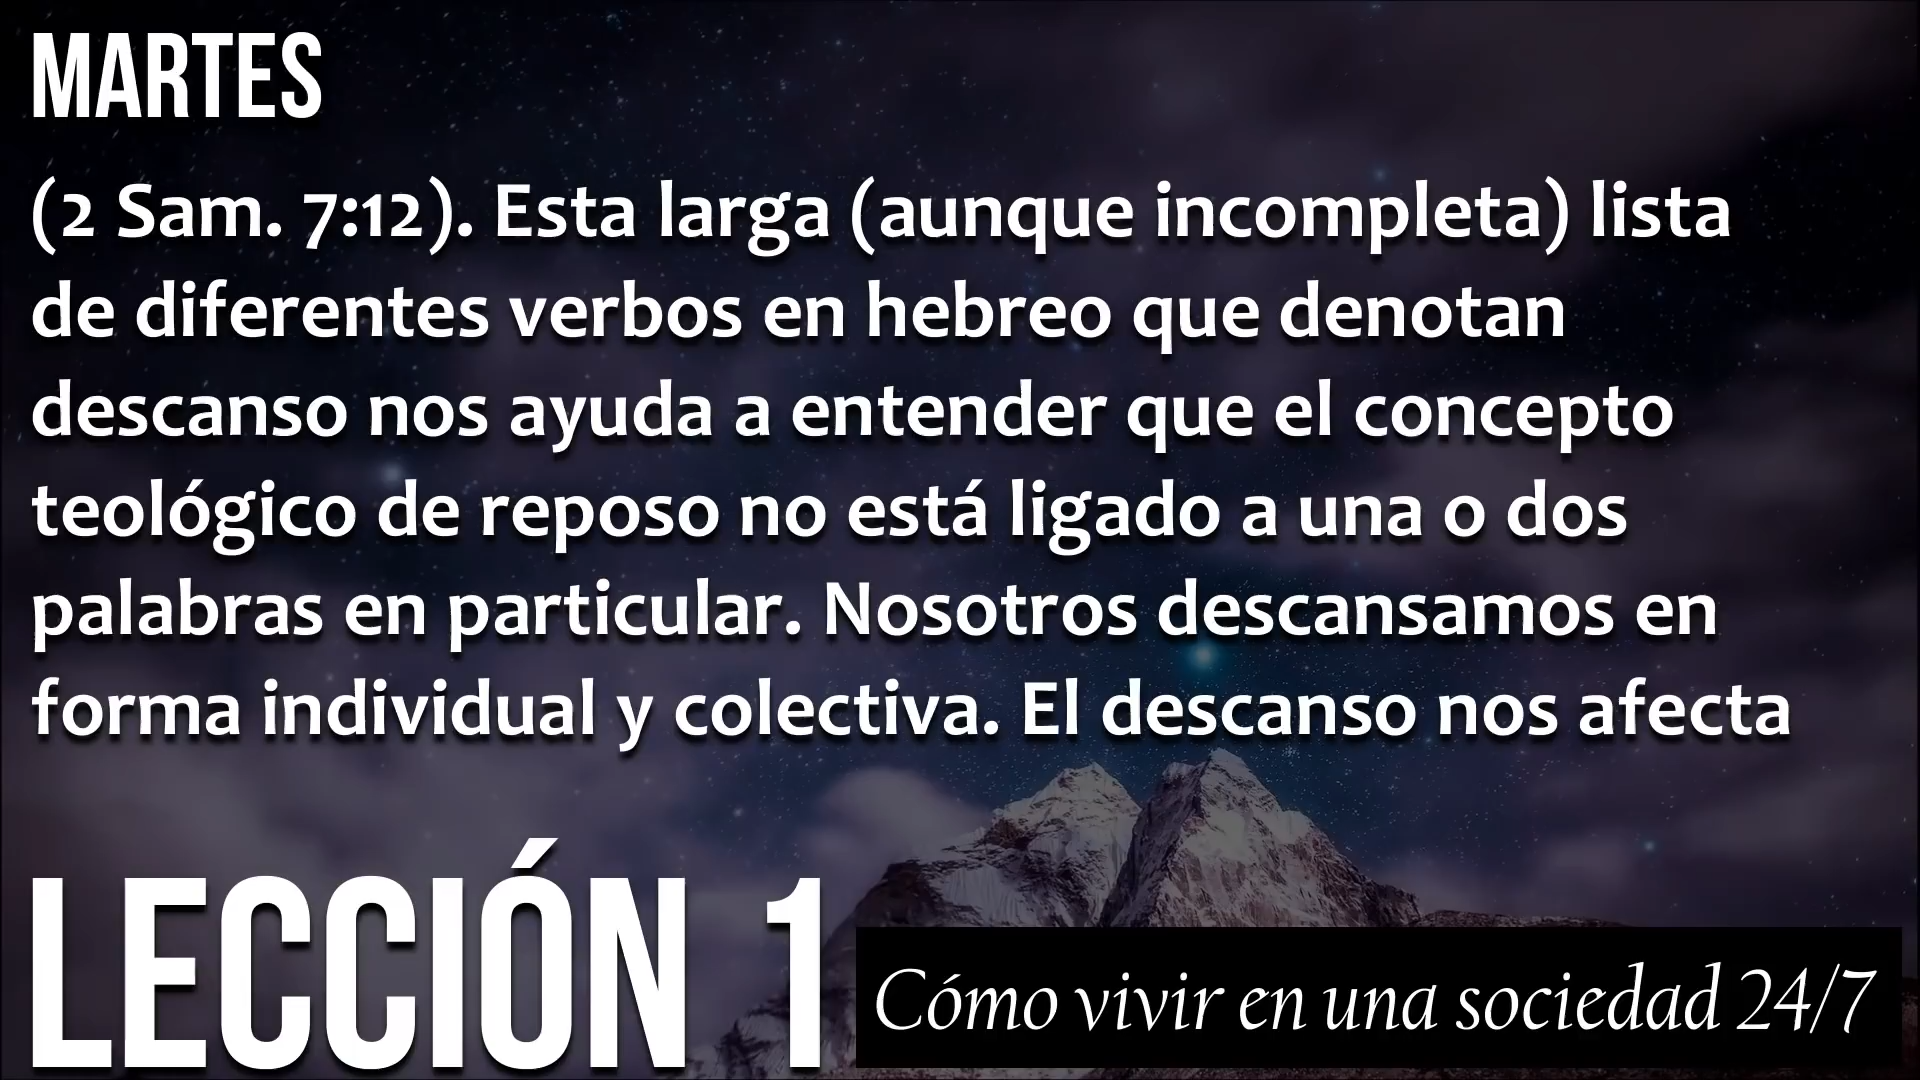 MARTES
(2 Sam. 7:12). Esta larga (aunque incompleta) lista
de diferentes verbos en hebreo que denotan
descanso nos ayuda a entender que el concepto
teológico de reposo no está ligado a una o dos
palabras en particular. Nosotros descansamos en
forma individual y colectiva. El descanso nos afecta
LECCIÓN 1
Cómo vivir en una sociedad 24/7